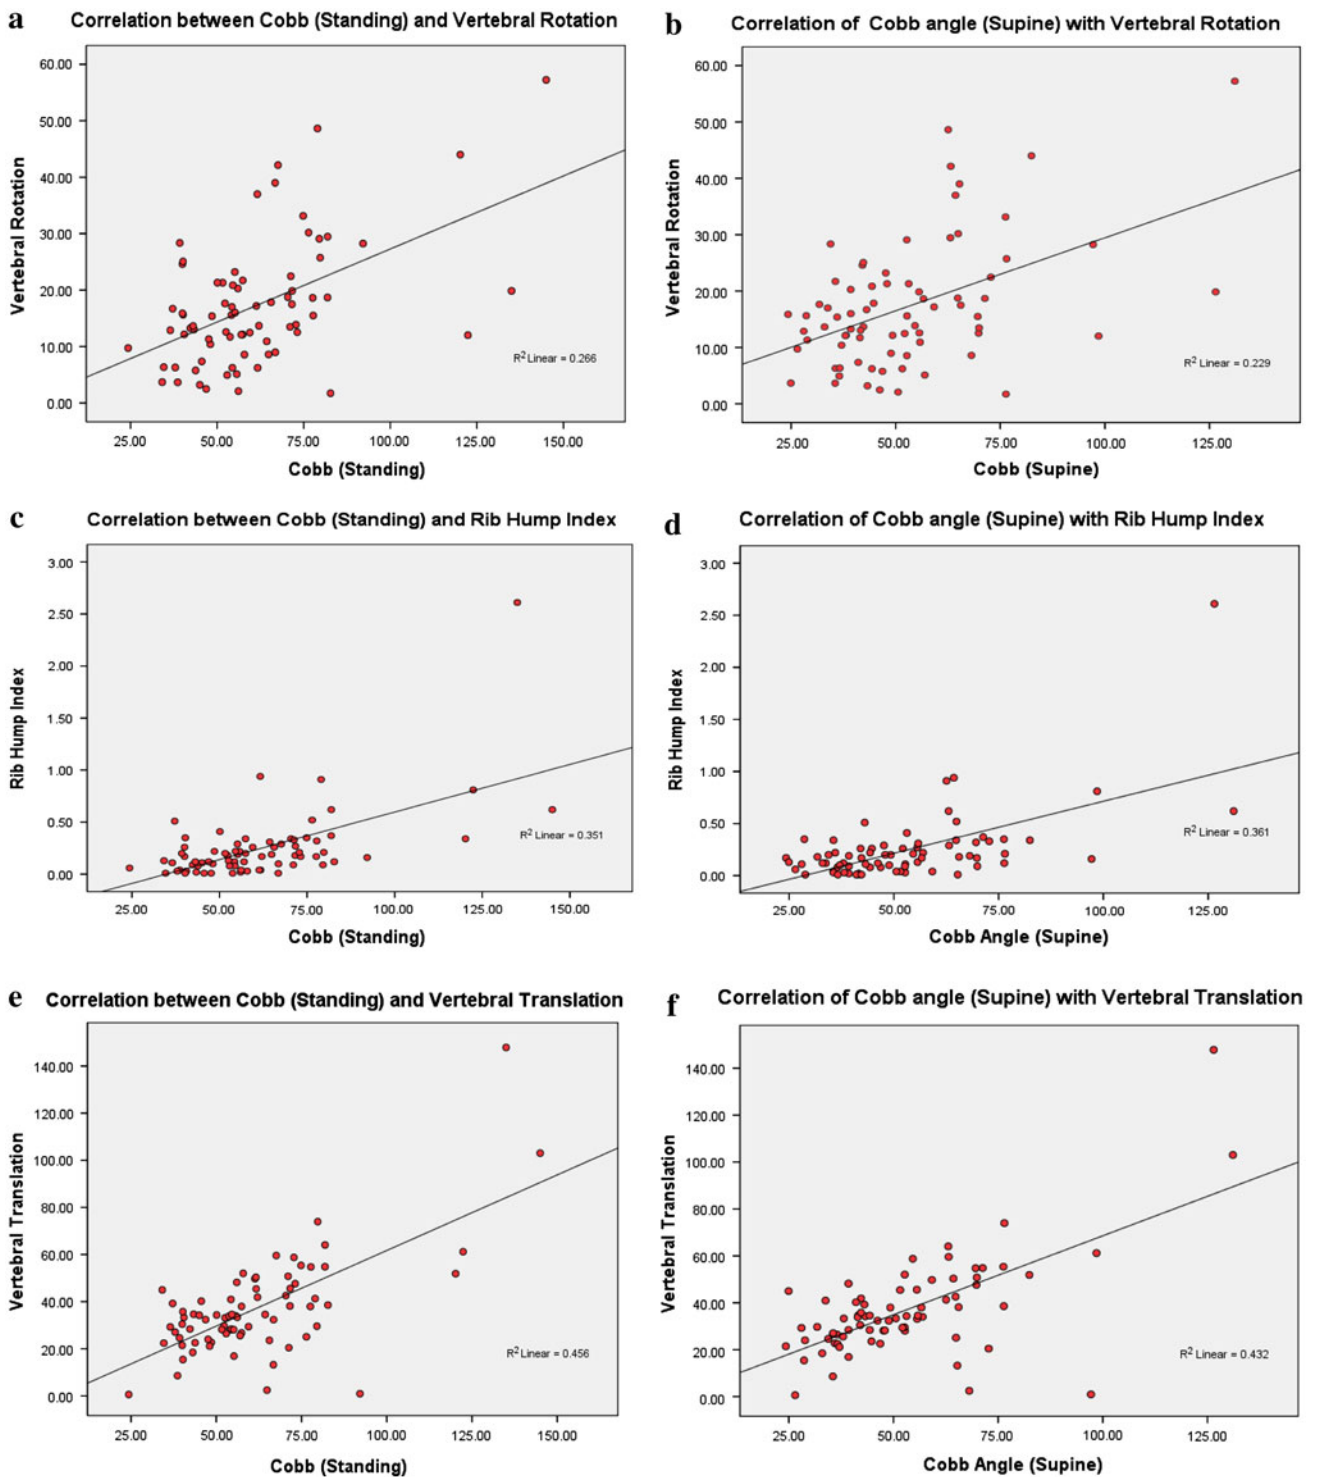 a
Correlation between Cobb (Standing) and Vertebral Rotation
Vertebral Rotation
60.00
50.00
40.00
30.00
20.00
10.00
0.00
R² Linear = 0.266
25.00 50.00 75.00 100.00 125.00 150.00
Cobb (Standing)
b
Correlation of Cobb angle (Supine) with Vertebral Rotation
Vertebral Rotation
60.00
50.00
40.00
30.00
20.00
10.00
0.00
R² Linear = 0.229
25.00 50.00 75.00 100.00 125.00
Cobb (Supine)
c
Correlation between Cobb (Standing) and Rib Hump Index
Rib Hump Index
3.00
2.50
2.00
1.50
1.00
0.50
0.00
R² Linear = 0.351
25.00 50.00 75.00 100.00 125.00 150.00
Cobb (Standing)
d
Correlation of Cobb angle (Supine) with Rib Hump Index
Rib Hump Index
3.00
2.50
2.00
1.50
1.00
0.50
0.00
R² Linear = 0.361
25.00 50.00 75.00 100.00 125.00
Cobb Angle (Supine)
e
Correlation between Cobb (Standing) and Vertebral Translation
Vertebral Translation
140.00
120.00
100.00
80.00
60.00
40.00
20.00
0.00
R² Linear = 0.456
25.00 50.00 75.00 100.00 125.00 150.00
Cobb (Standing)
f
Correlation of Cobb angle (Supine) with Vertebral Translation
Vertebral Translation
140.00
120.00
100.00
80.00
60.00
40.00
20.00
0.00
R² Linear = 0.432
25.00 50.00 75.00 100.00 125.00
Cobb Angle (Supine)